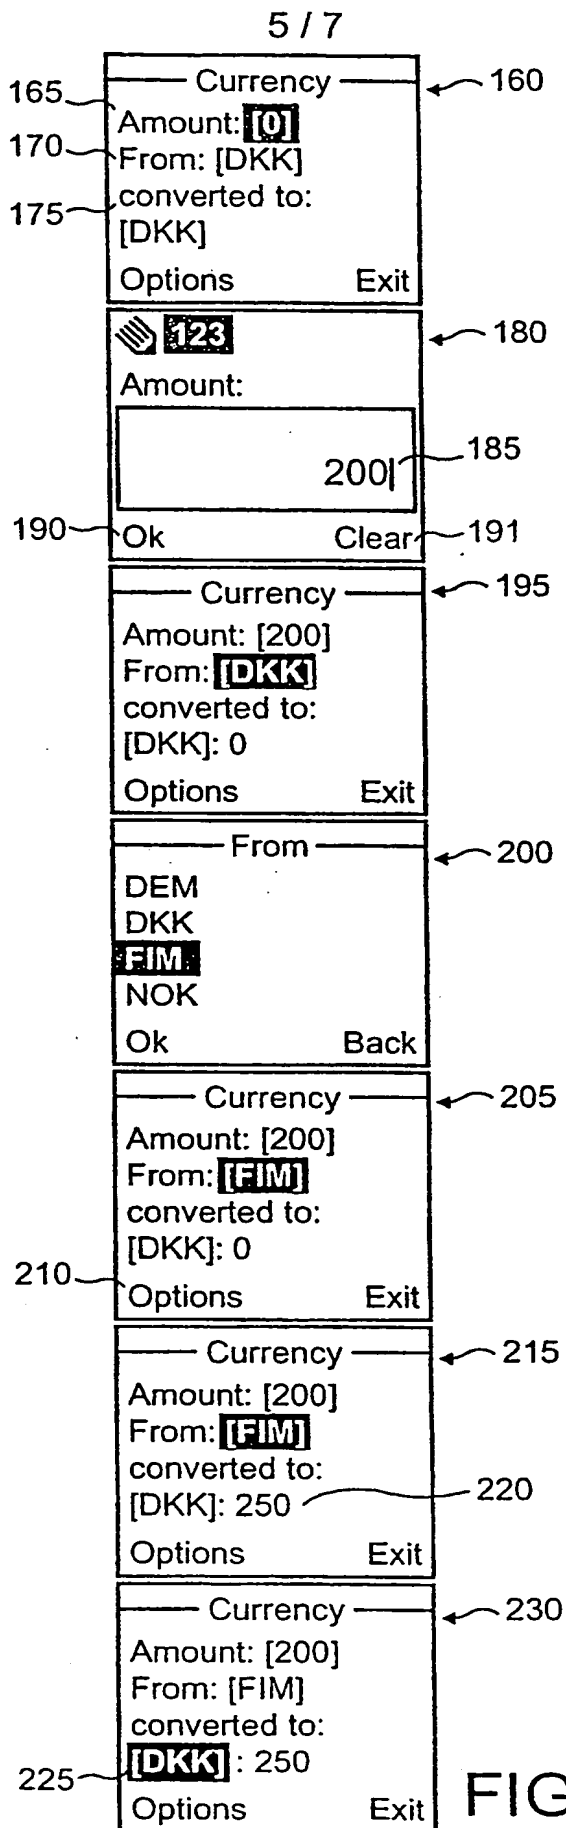 5 / 7
Currency 160
165 Amount: [0]
170 From: [DKK]
175 converted to:
[DKK]
Options Exit
123 180
Amount:
200 185
190 Ok Clear 191
Currency 195
Amount: [200]
From: [DKK]
converted to:
[DKK]: 0
Options Exit
From 200
DEM
DKK
FIM
NOK
Ok Back
Currency 205
Amount: [200]
From: [FIM]
converted to:
[DKK]: 0
210 Options Exit
Currency 215
Amount: [200]
From: [FIM]
converted to:
[DKK]: 250 220
Options Exit
Currency 230
Amount: [200]
From: [FIM]
converted to:
225 [DKK] : 250
Options Exit FIG